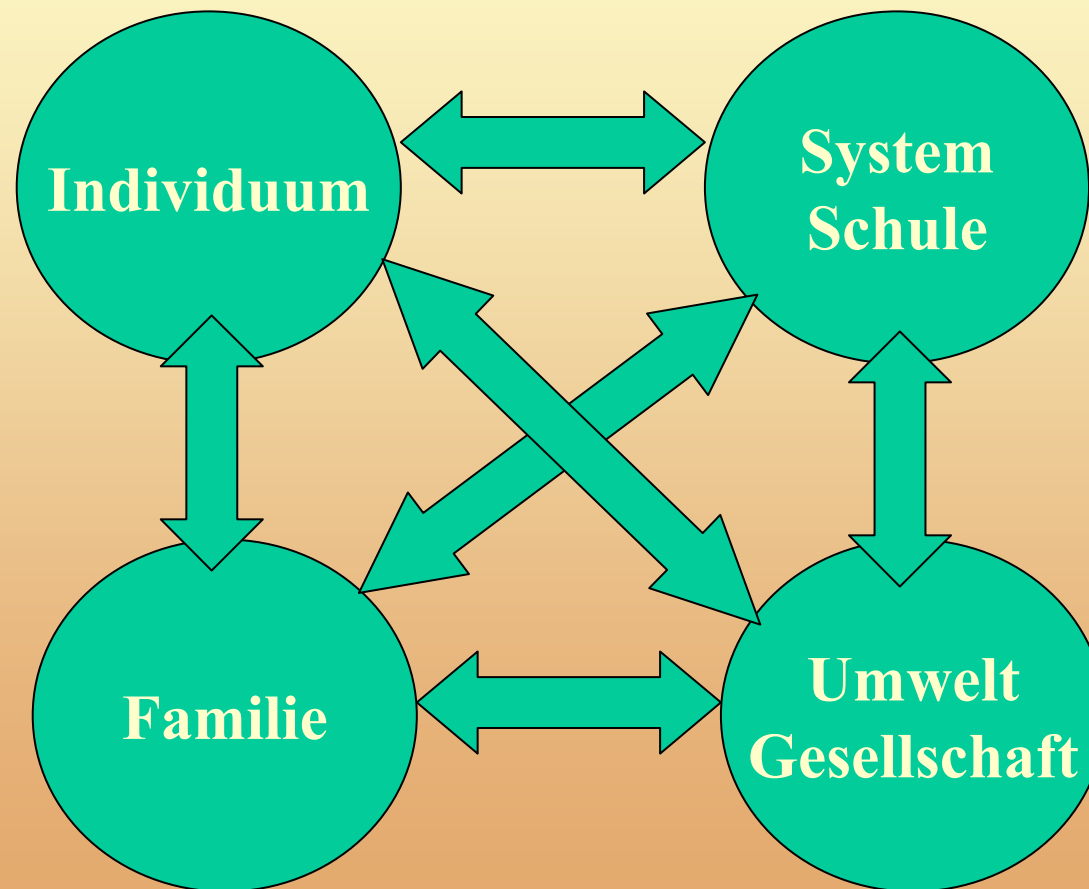 Individuum
System
Schule
Familie
Umwelt
Gesellschaft